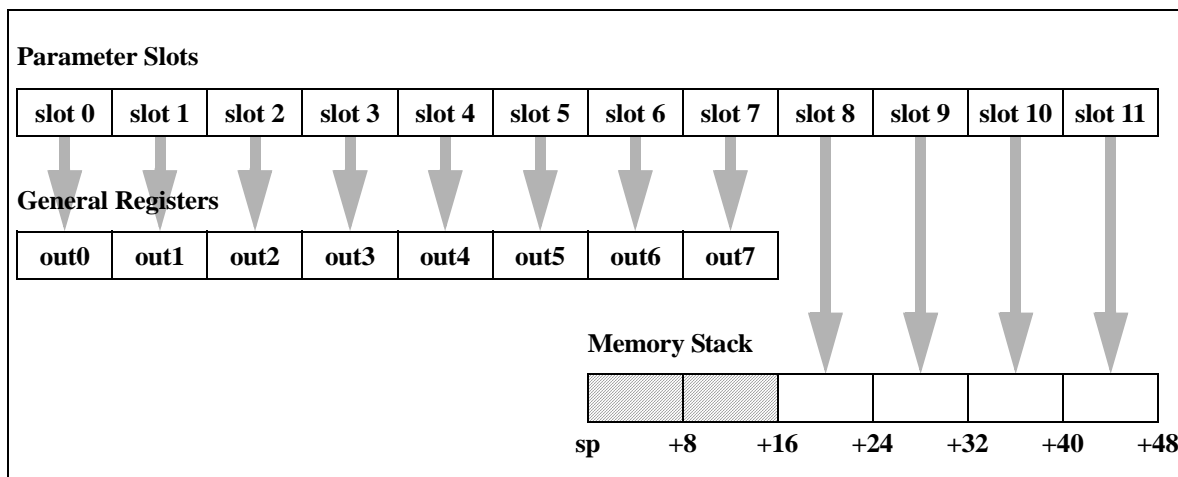 Parameter Slots
slot 0 slot 1 slot 2 slot 3 slot 4 slot 5 slot 6 slot 7 slot 8 slot 9 slot 10 slot 11
General Registers
out0 out1 out2 out3 out4 out5 out6 out7
Memory Stack
sp +8 +16 +24 +32 +40 +48